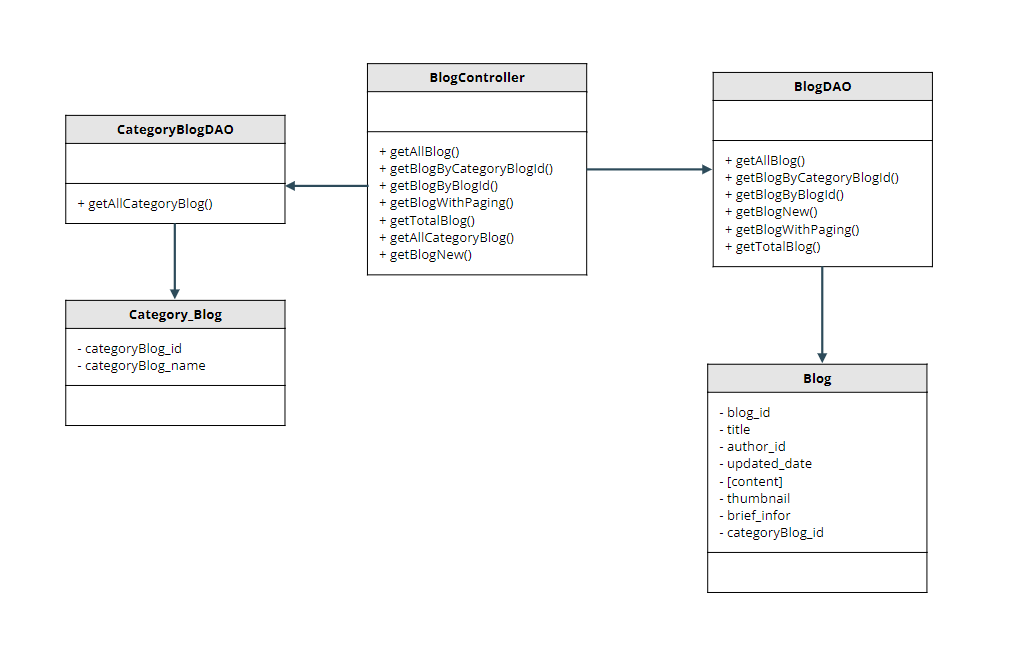 BlogController
+ getAllBlog()
+ getBlogByCategoryBlogId()
+ getBlogByBlogId()
+ getBlogWithPaging()
+ getTotalBlog()
+ getAllCategoryBlog()
+ getBlogNew()
BlogDAO
+ getAllBlog()
+ getBlogByCategoryBlogId()
+ getBlogByBlogId()
+ getBlogNew()
+ getBlogWithPaging()
+ getTotalBlog()
CategoryBlogDAO
+ getAllCategoryBlog()
Category_Blog
- categoryBlog_id
- categoryBlog_name
Blog
- blog_id
- title
- author_id
- updated_date
- [content]
- thumbnail
- brief_infor
- categoryBlog_id